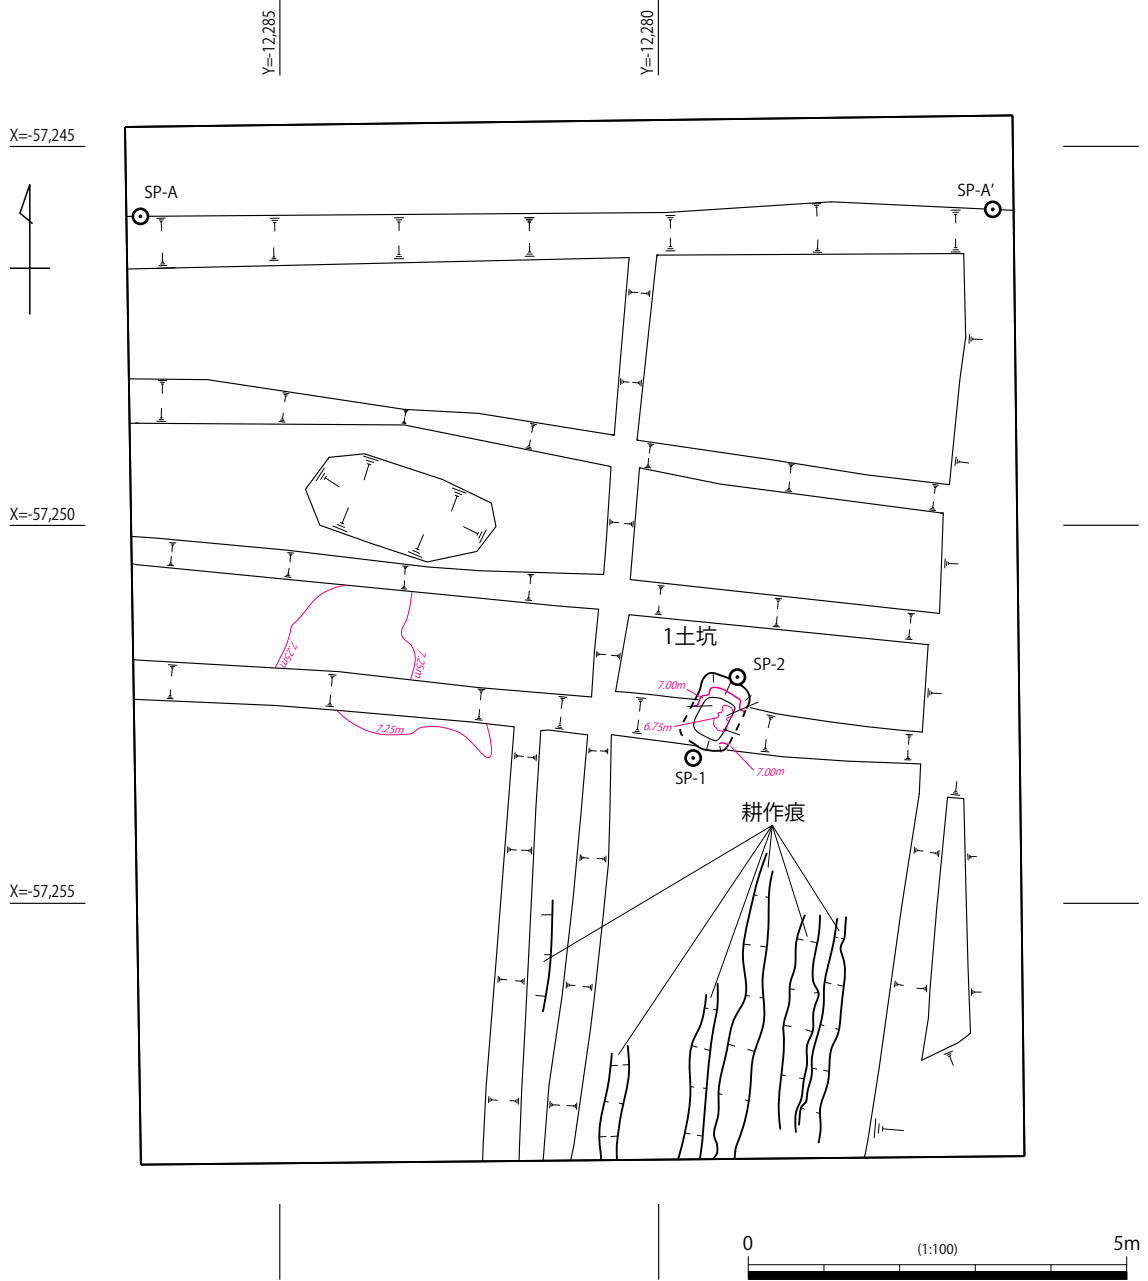 Y=-12,285
Y=-12,280
X=-57,245
SP-A
SP-A′
X=-57,250
1土坑
SP-2
7.25m
7.25m
7.00m
7.25m
6.75m
SP-1
7.00m
耕作痕
X=-57,255
0
(1:100)
5m